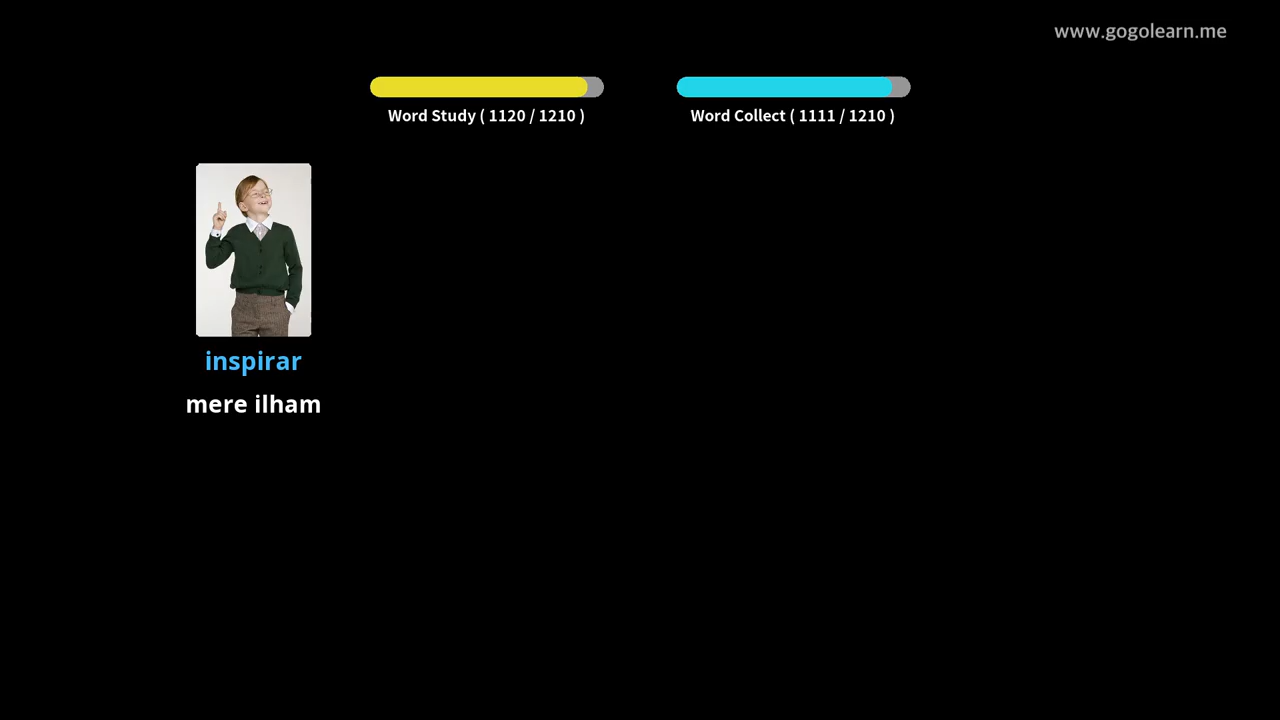 www.gogolearn.me
Word Study ( 1120 / 1210 )
Word Collect ( 1111 / 1210 )
inspirar
mere ilham